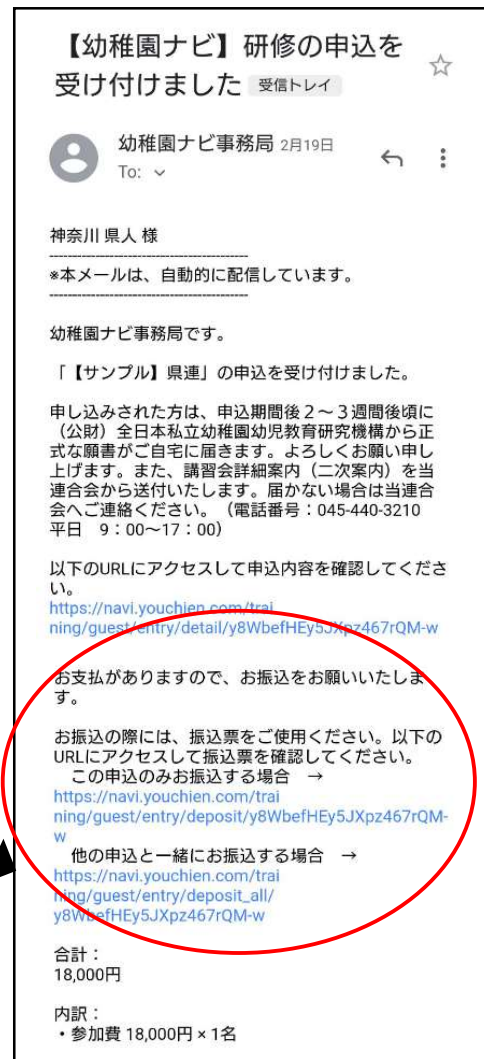 【幼稚園ナビ】研修の申込を
受け付けました 受信トレイ
幼稚園ナビ事務局 2月19日
To:
神奈川 県人 様
--------------------------------------------
※本メールは、自動的に配信しています。
--------------------------------------------
幼稚園ナビ事務局です。
「【サンプル】県連」の申込を受け付けました。
申し込みされた方は、申込期間後２～３週間後頃に
（公財）全日本私立幼稚園幼児教育研究機構から正
式な願書がご自宅に届きます。よろしくお願い申し
上げます。また、講習会詳細案内（二次案内）を当
連合会から送付いたします。届かない場合は当連合
会へご連絡ください。（電話番号：045-440-3210
平日　9：00～17：00）
以下のURLにアクセスして申込内容を確認してくださ
い。
https://navi.youchien.com/trai
ning/guest/entry/detail/y8WbefHEy5JXpz467rQM-w
お支払がありますので、お振込をお願いいたしま
す。
お振込の際には、振込票をご使用ください。以下の
URLにアクセスして振込票を確認してください。
この申込のみお振込する場合　→
https://navi.youchien.com/trai
ning/guest/entry/deposit/y8WbefHEy5JXpz467rQM-
w
他の申込と一緒にお振込する場合　→
https://navi.youchien.com/trai
ning/guest/entry/deposit_all/
y8WbefHEy5JXpz467rQM-w
合計：
18,000円
内訳：
・参加費 18,000円 × 1名